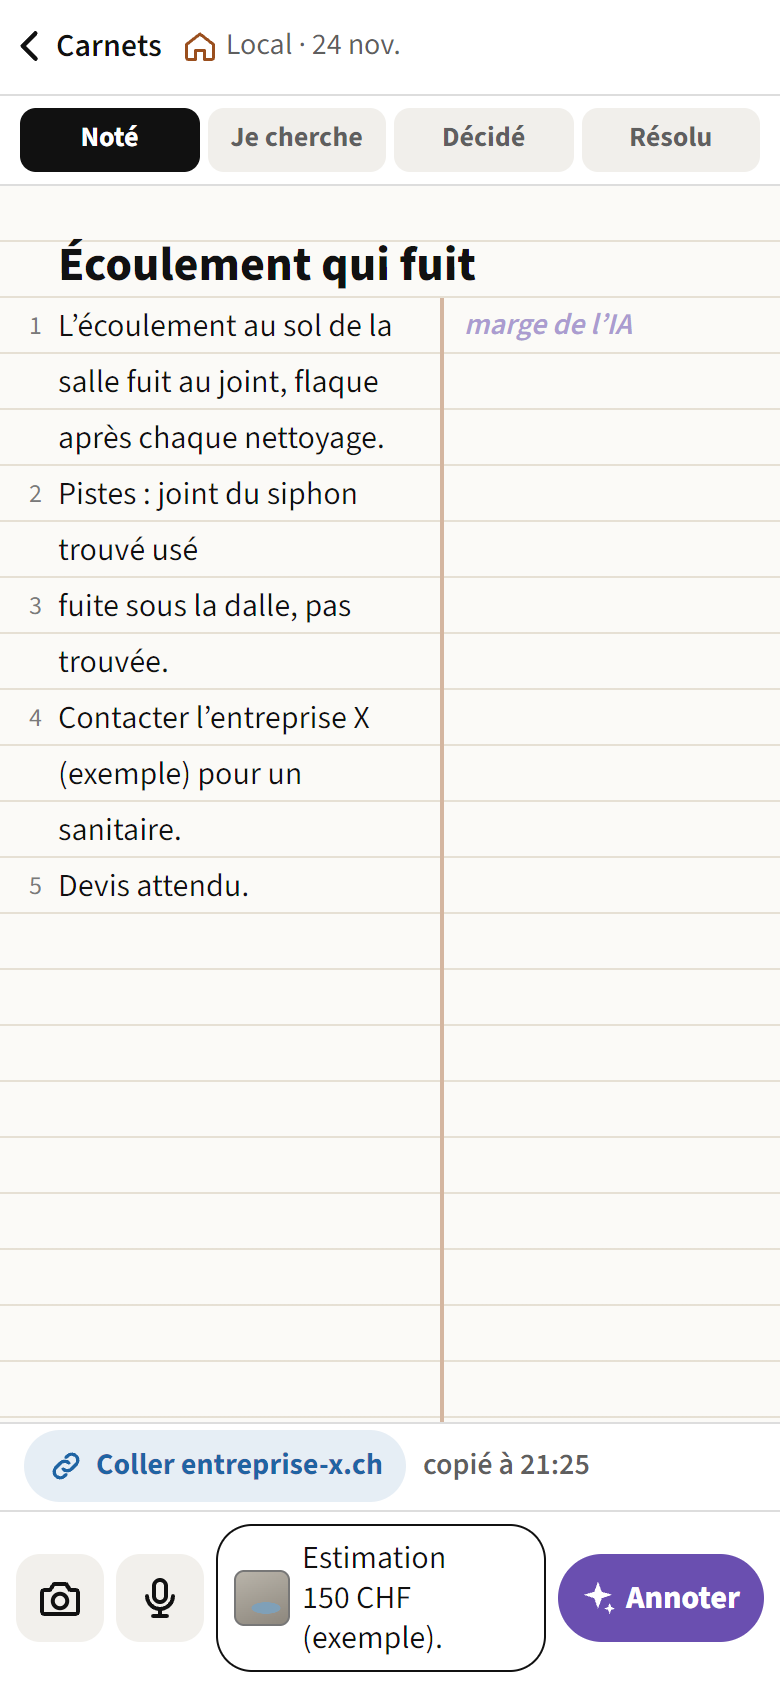 Carnets Local · 24 nov.
Noté Je cherche Décidé Résolu
Écoulement qui fuit
1 L’écoulement au sol de la marge de l’IA
salle fuit au joint, flaque
après chaque nettoyage.
2 Pistes : joint du siphon
trouvé usé
3 fuite sous la dalle, pas
trouvée.
4 Contacter l’entreprise X
(exemple) pour un
sanitaire.
5 Devis attendu.
Coller entreprise-x.ch copié à 21:25
Estimation
150 CHF
(exemple).
Annoter